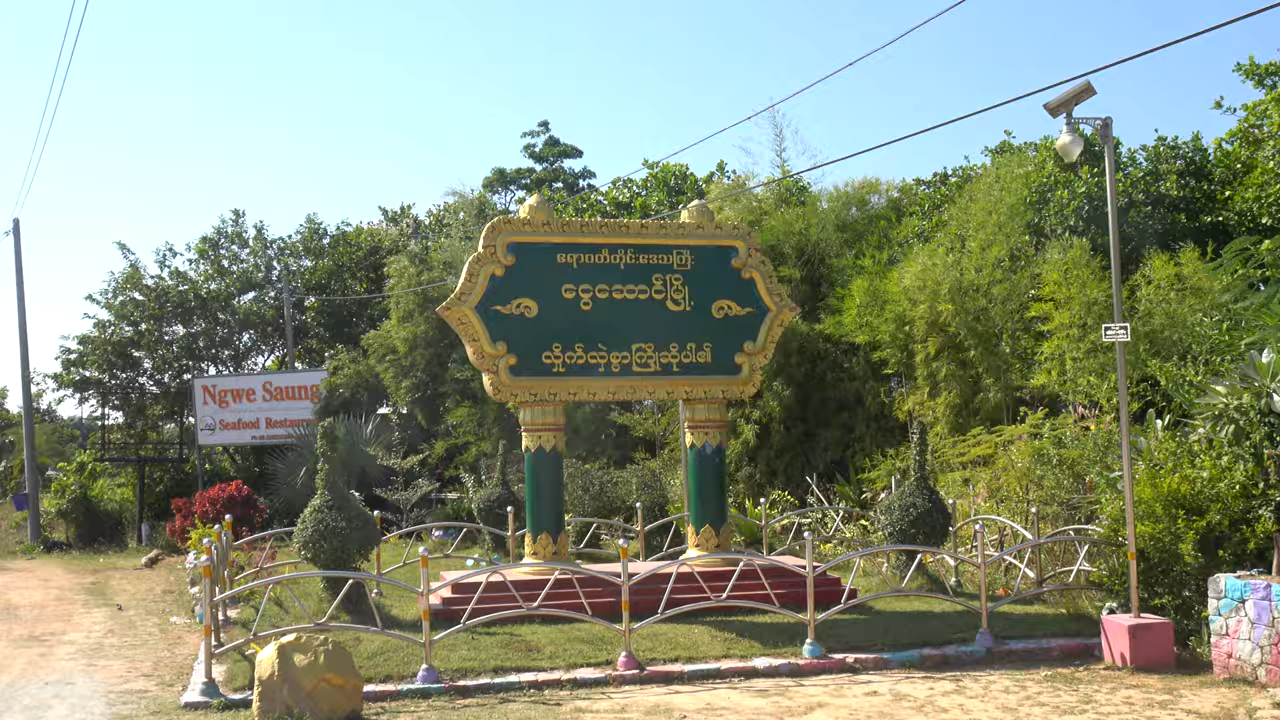 ဧရာဝတီတိုင်းဒေသကြီး
ငွေဆောင်မြို့
လှိုက်လှဲစွာကြိုဆိုပါ၏
Ngwe Saung
Seafood Restaurant